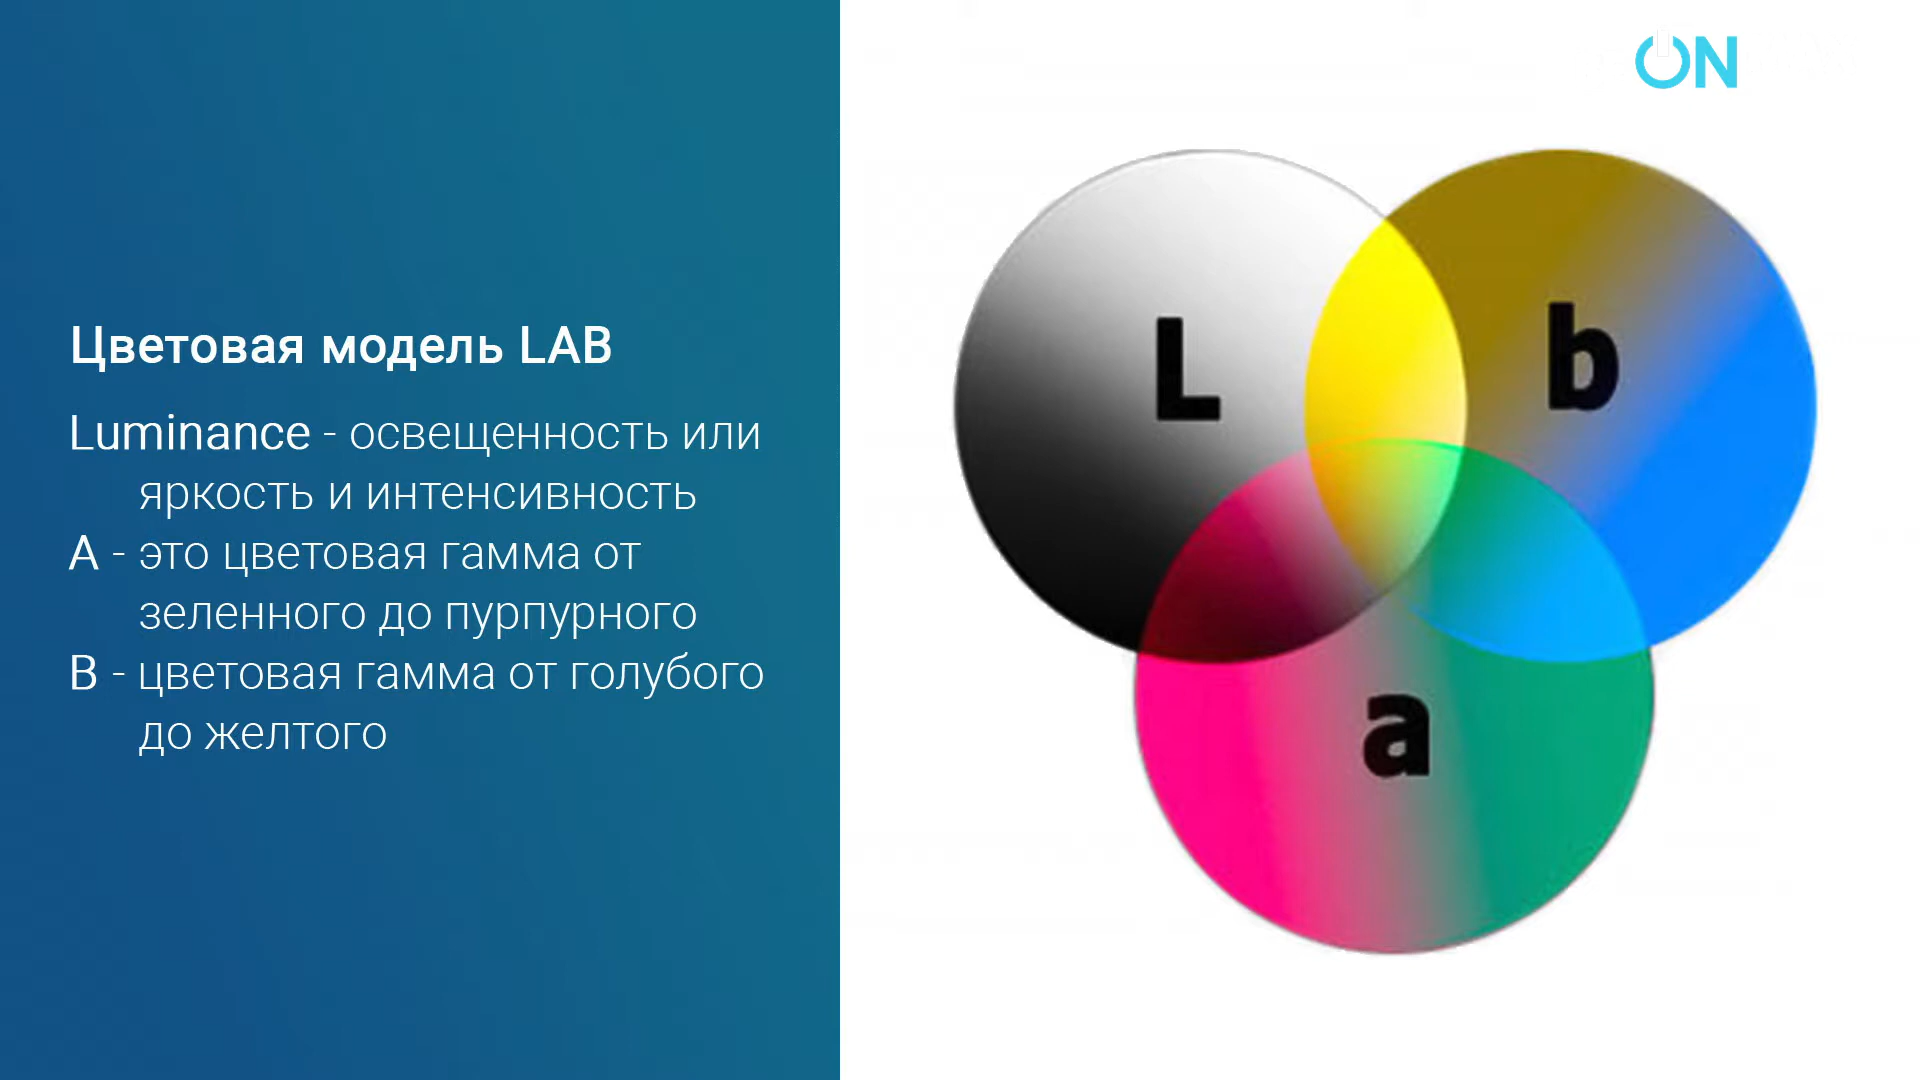 ON
Цветовая модель LAB
Luminance - освещенность или
яркость и интенсивность
A - это цветовая гамма от
зеленного до пурпурного
B - цветовая гамма от голубого
до желтого
L
b
a